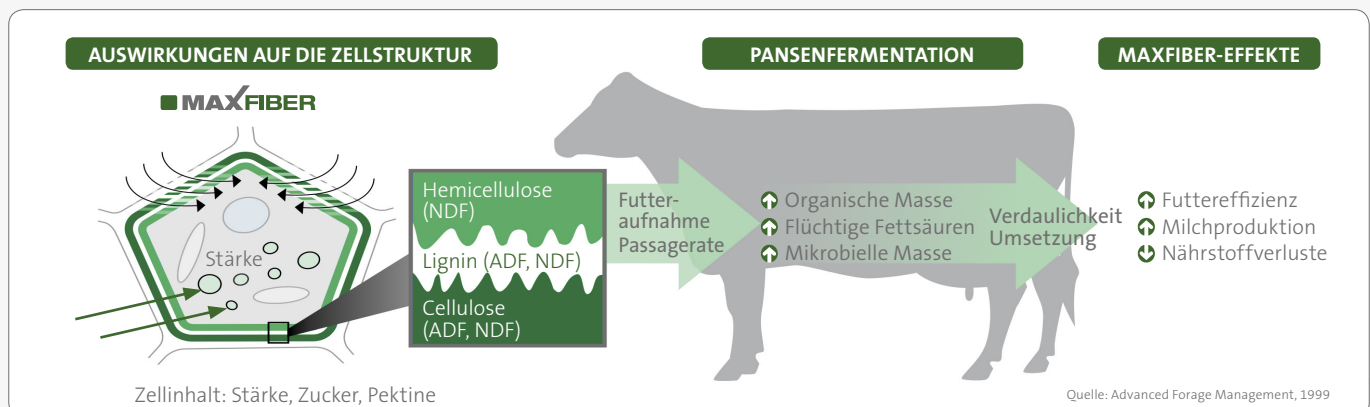 AUSWIRKUNGEN AUF DIE ZELLSTRUKTUR
PANSENFERMENTATION
MAXFIBER-EFFEKTE
MAXFIBER
Stärke
Hemicellulose
(NDF)
Lignin (ADF, NDF)
Cellulose
(ADF, NDF)
Futter-
aufnahme
Passagerate
Organische Masse
Flüchtige Fettsäuren
Mikrobielle Masse
Verdaulichkeit
Umsetzung
Futtereffizienz
Milchproduktion
Nährstoffverluste
Zellinhalt: Stärke, Zucker, Pektine
Quelle: Advanced Forage Management, 1999